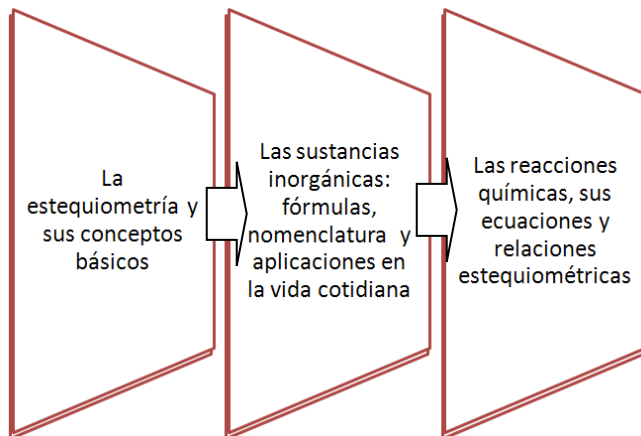 La
estequiometría y
sus conceptos
básicos
Las sustancias
inorgánicas:
fórmulas,
nomenclatura y
aplicaciones en
la vida cotidiana
Las reacciones
químicas, sus
ecuaciones y
relaciones
estequiométricas